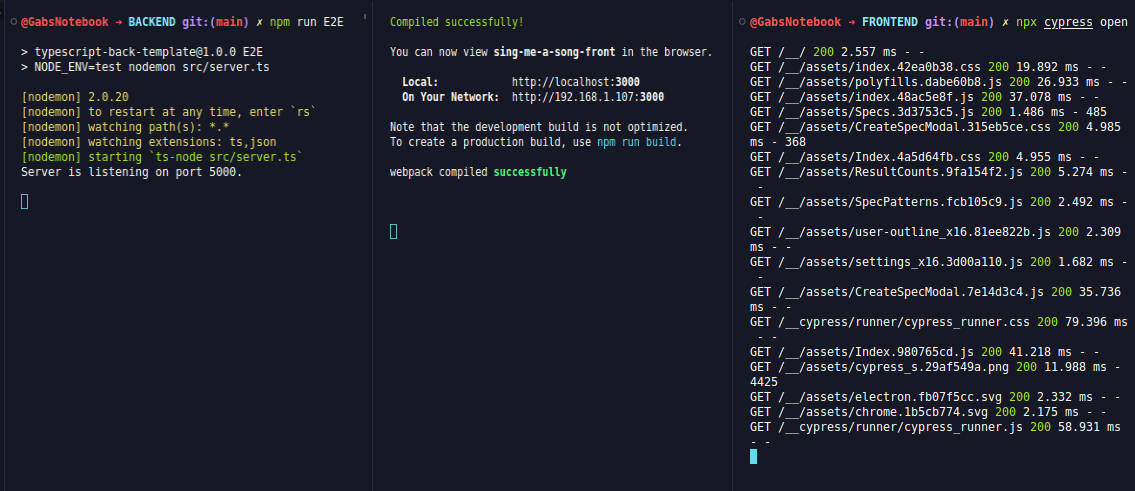 @GabsNotebook → BACKEND git:(main) ✗ npm run E2E
> typescript-back-template@1.0.0 E2E
> NODE_ENV=test nodemon src/server.ts
[nodemon] 2.0.20
[nodemon] to restart at any time, enter `rs`
[nodemon] watching path(s): *.*
[nodemon] watching extensions: ts,json
[nodemon] starting `ts-node src/server.ts`
Server is listening on port 5000.
Compiled successfully!
You can now view sing-me-a-song-front in the browser.
Local: http://localhost:3000
On Your Network: http://192.168.1.107:3000
Note that the development build is not optimized.
To create a production build, use npm run build.
webpack compiled successfully
@GabsNotebook → FRONTEND git:(main) ✗ npx cypress open
GET /__/ 200 2.557 ms - -
GET /__/assets/index.42ea0b38.css 200 19.892 ms - -
GET /__/assets/polyfills.dabe60b8.js 200 26.933 ms - -
GET /__/assets/index.48ac5e8f.js 200 37.078 ms - -
GET /__/assets/Specs.3d3753c5.js 200 1.486 ms - 485
GET /__/assets/CreateSpecModal.315eb5ce.css 200 4.985
ms - 368
GET /__/assets/Index.4a5d64fb.css 200 4.955 ms - -
GET /__/assets/ResultCounts.9fa154f2.js 200 5.274 ms -
-
GET /__/assets/SpecPatterns.fcb105c9.js 200 2.492 ms -
-
GET /__/assets/user-outline_x16.81ee822b.js 200 2.309
ms - -
GET /__/assets/settings_x16.3d00a110.js 200 1.682 ms -
-
GET /__/assets/CreateSpecModal.7e14d3c4.js 200 35.736
ms - -
GET /__cypress/runner/cypress_runner.css 200 79.396 ms
- -
GET /__/assets/Index.980765cd.js 200 41.218 ms - -
GET /__/assets/cypress_s.29af549a.png 200 11.988 ms -
4425
GET /__/assets/electron.fb07f5cc.svg 200 2.332 ms - -
GET /__/assets/chrome.1b5cb774.svg 200 2.175 ms - -
GET /__cypress/runner/cypress_runner.js 200 58.931 ms
- -